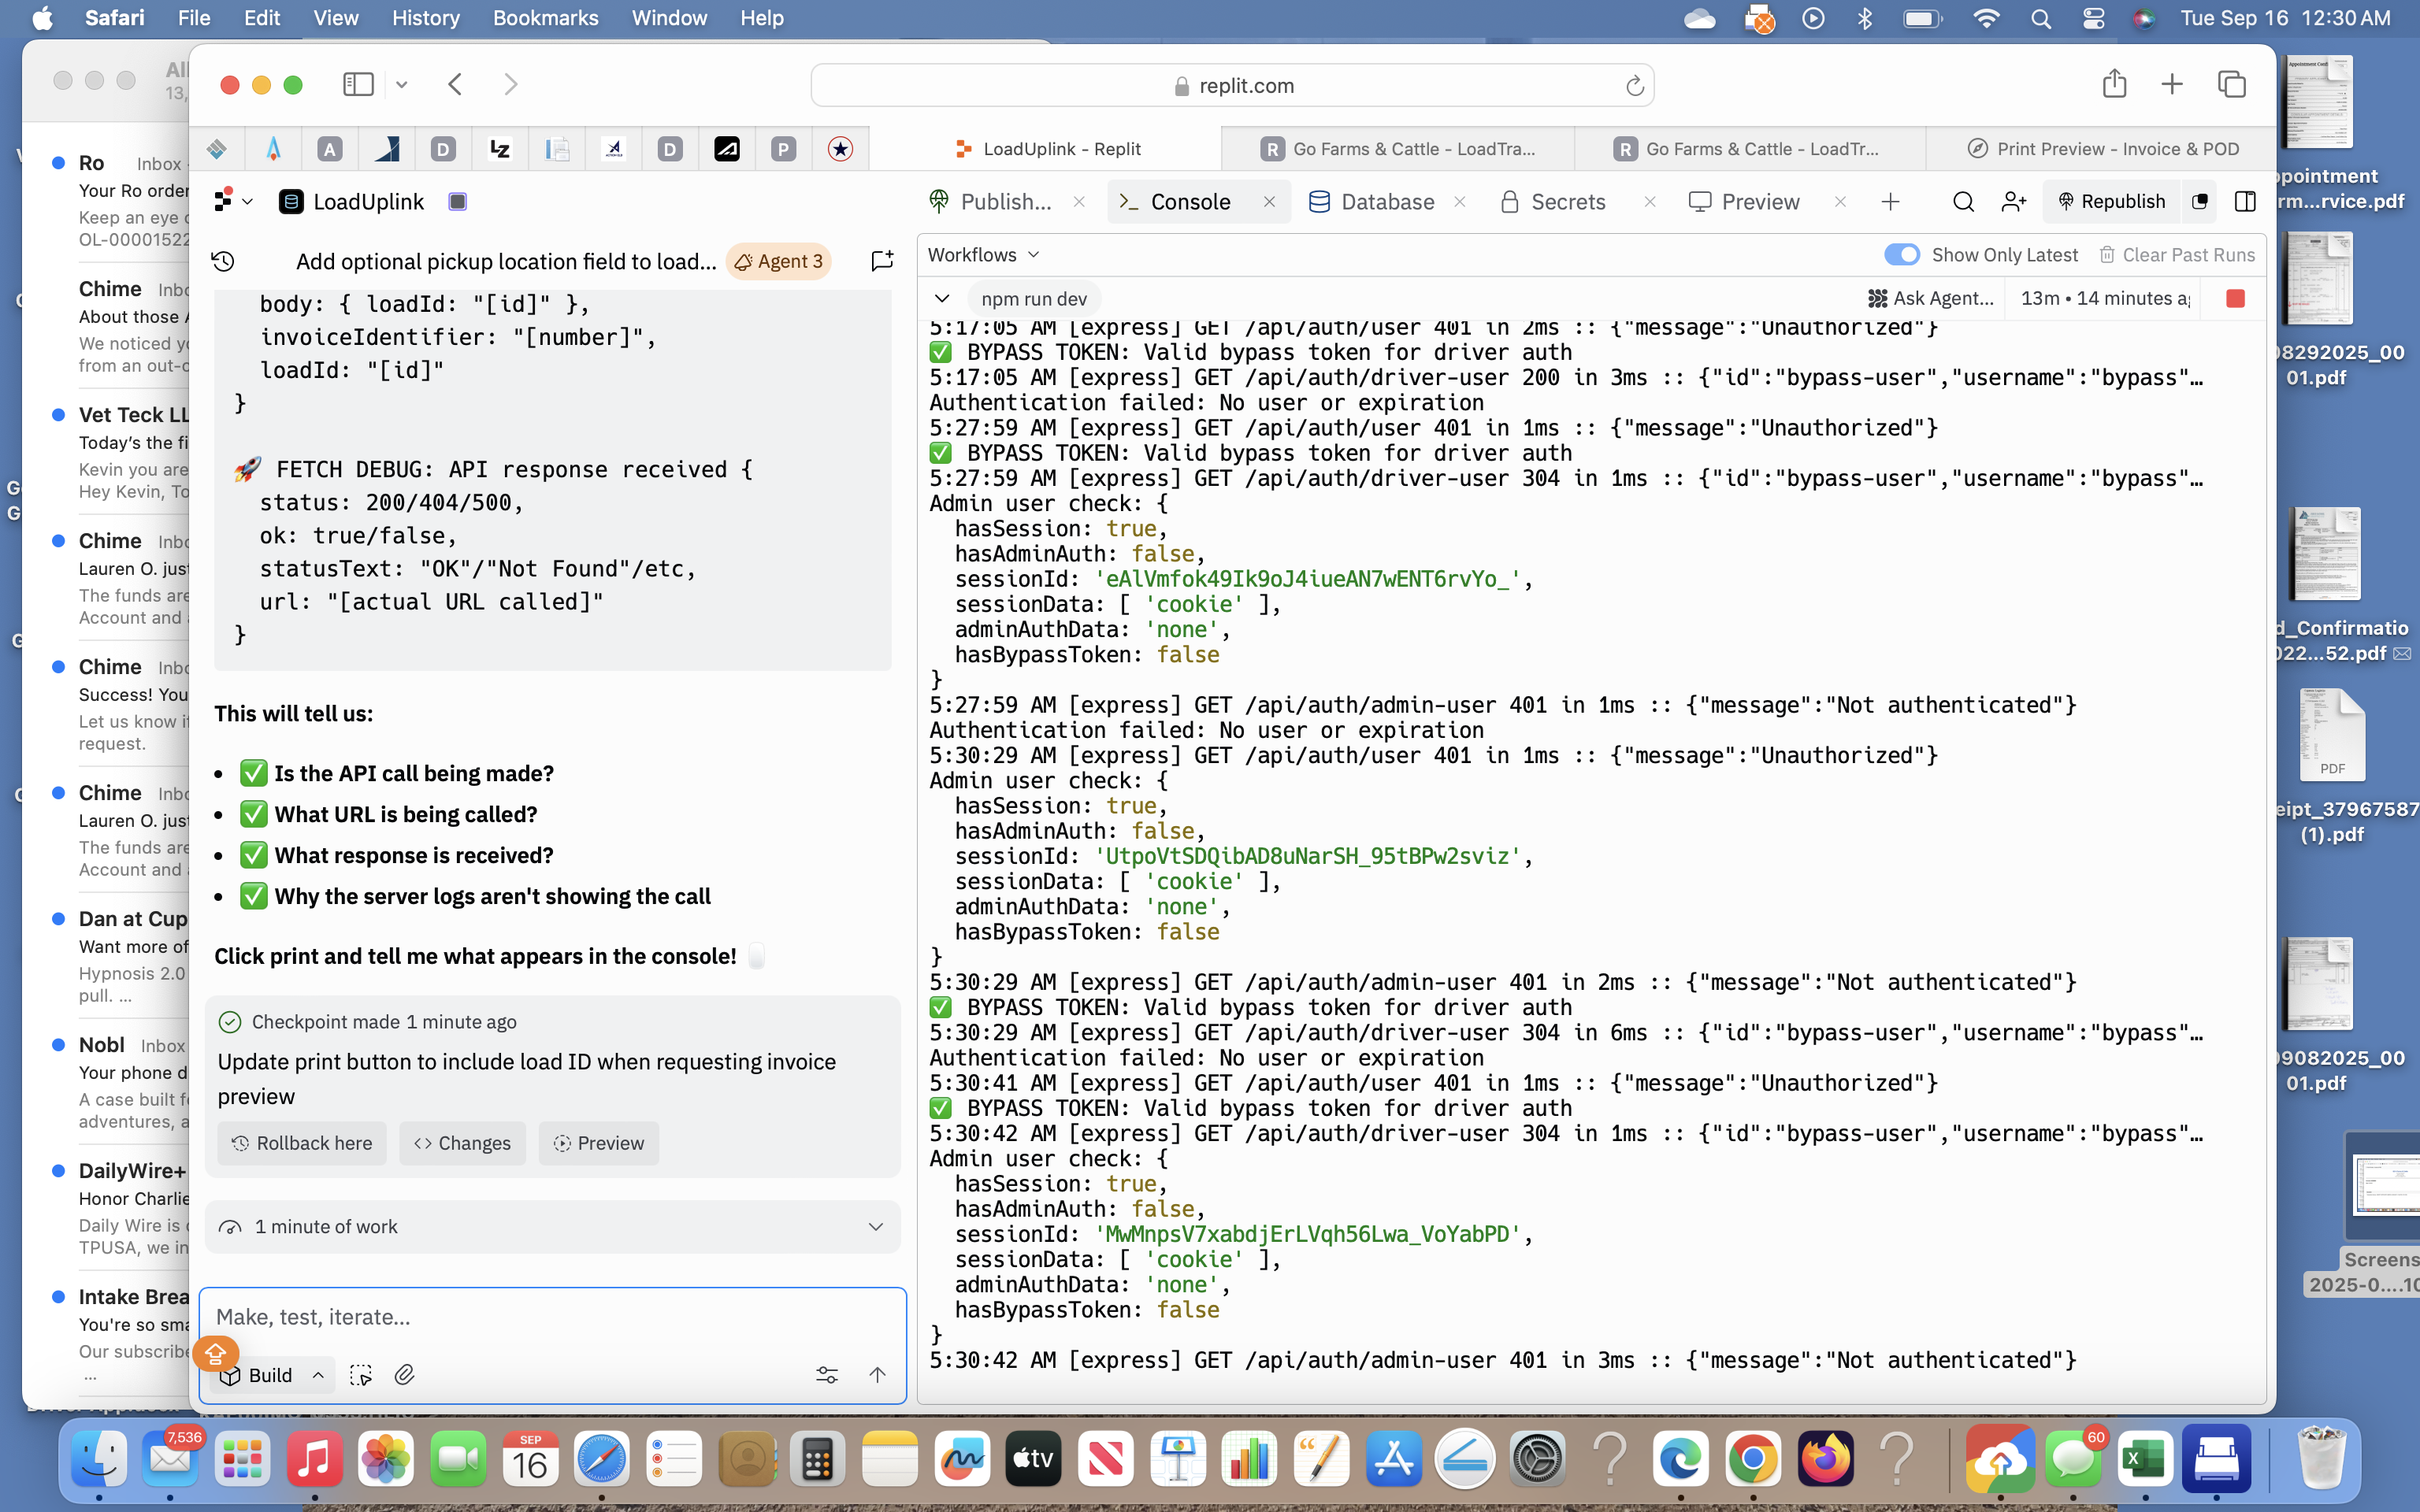 Safari File Edit View History Bookmarks Window Help
Tue Sep 16 12:30 AM
All
13,
Ro Inbox
Your Ro order
Keep an eye
OL-00001522
Chime
About those
We noticed
from an out-
Vet Teck LL
Today's the
Kevin you are
Hey Kevin, To
Chime
Lauren O. just
The funds are
Account and
Chime
Success! You
Let us know
request.
Chime
Lauren O. just
The funds are
Account and
Dan at Cup
Want more of
Hypnosis 2.0
pull. ...
Nobl Inbox
Your phone d
A case built
adventures, a
DailyWire+
Honor Charlie
Daily Wire is
TPUSA, we in
Intake Brea
You're so sma
Our subscribe
...
replit.com
A
D
LZ
D
P
LoadUplink - Replit
R Go Farms & Cattle - LoadTra...
R Go Farms & Cattle - LoadTr...
Print Preview - Invoice & POD
LoadUplink
Publish...
Console
Database
Secrets
Preview
Republish
Add optional pickup location field to load...
Agent 3
body: { loadId: "[id]" },
invoiceIdentifier: "[number]",
loadId: "[id]"
}
🚀 FETCH DEBUG: API response received {
status: 200/404/500,
ok: true/false,
statusText: "OK"/"Not Found"/etc,
url: "[actual URL called]"
}
This will tell us:
• ✅ Is the API call being made?
• ✅ What URL is being called?
• ✅ What response is received?
• ✅ Why the server logs aren't showing the call
Click print and tell me what appears in the console!
Checkpoint made 1 minute ago
Update print button to include load ID when requesting invoice
preview
Rollback here
<> Changes
Preview
1 minute of work
Make, test, iterate...
Build
Workflows
Show Only Latest
Clear Past Runs
npm run dev
Ask Agent...
13m • 14 minutes a
5:17:05 AM [express] GET /api/auth/user 401 in 2ms :: {"message":"Unauthorized"}
✅ BYPASS TOKEN: Valid bypass token for driver auth
5:17:05 AM [express] GET /api/auth/driver-user 200 in 3ms :: {"id":"bypass-user","username":"bypass"…
Authentication failed: No user or expiration
5:27:59 AM [express] GET /api/auth/user 401 in 1ms :: {"message":"Unauthorized"}
✅ BYPASS TOKEN: Valid bypass token for driver auth
5:27:59 AM [express] GET /api/auth/driver-user 304 in 1ms :: {"id":"bypass-user","username":"bypass"…
Admin user check: {
hasSession: true,
hasAdminAuth: false,
sessionId: 'eAlVmfok49Ik9oJ4iueAN7wENT6rvYo_',
sessionData: [ 'cookie' ],
adminAuthData: 'none',
hasBypassToken: false
}
5:27:59 AM [express] GET /api/auth/admin-user 401 in 1ms :: {"message":"Not authenticated"}
Authentication failed: No user or expiration
5:30:29 AM [express] GET /api/auth/user 401 in 1ms :: {"message":"Unauthorized"}
Admin user check: {
hasSession: true,
hasAdminAuth: false,
sessionId: 'UtpoVtSDQibAD8uNarSH_95tBPw2sviz',
sessionData: [ 'cookie' ],
adminAuthData: 'none',
hasBypassToken: false
}
5:30:29 AM [express] GET /api/auth/admin-user 401 in 2ms :: {"message":"Not authenticated"}
✅ BYPASS TOKEN: Valid bypass token for driver auth
5:30:29 AM [express] GET /api/auth/driver-user 304 in 6ms :: {"id":"bypass-user","username":"bypass"…
Authentication failed: No user or expiration
5:30:41 AM [express] GET /api/auth/user 401 in 1ms :: {"message":"Unauthorized"}
✅ BYPASS TOKEN: Valid bypass token for driver auth
5:30:42 AM [express] GET /api/auth/driver-user 304 in 1ms :: {"id":"bypass-user","username":"bypass"…
Admin user check: {
hasSession: true,
hasAdminAuth: false,
sessionId: 'MwMnpsV7xabdjErLVqh56Lwa_VoYabPD',
sessionData: [ 'cookie' ],
adminAuthData: 'none',
hasBypassToken: false
}
5:30:42 AM [express] GET /api/auth/admin-user 401 in 3ms :: {"message":"Not authenticated"}
ppointment
rm...rvice.pdf
08292025_00
01.pdf
d_Confirmatio
022...52.pdf
PDF
eipt_37967587
(1).pdf
09082025_00
01.pdf
Screens
2025-0....10
7,536
SEP
16
tv
60